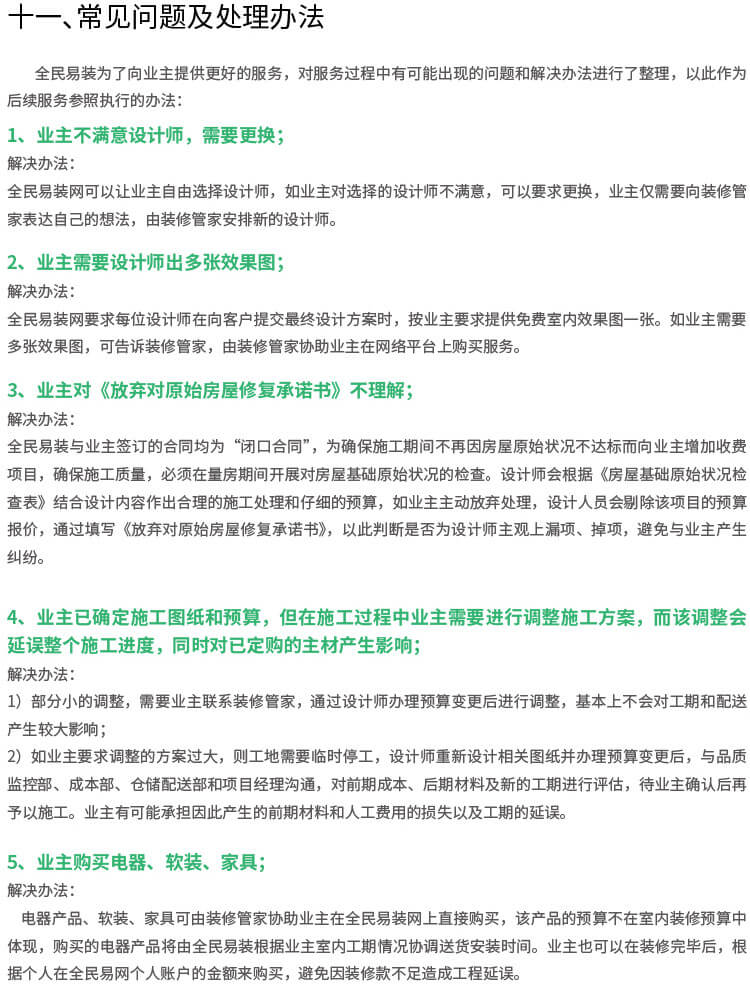 十一、常见问题及处理办法
全民易装为了向业主提供更好的服务，对服务过程中有可能出现的问题和解决办法进行了整理，以此作为
后续服务参照执行的办法：
1、业主不满意设计师，需要更换；
解决办法：
全民易装网可以让业主自由选择设计师，如业主对选择的设计师不满意，可以要求更换，业主仅需要向装修管
家表达自己的想法，由装修管家安排新的设计师。
2、业主需要设计师出多张效果图；
解决办法：
全民易装网要求每位设计师在向客户提交最终设计方案时，按业主要求提供免费室内效果图一张。如业主需要
多张效果图，可告诉装修管家，由装修管家协助业主在网络平台上购买服务。
3、业主对《放弃对原始房屋修复承诺书》不理解；
解决办法：
全民易装与业主签订的合同均为“闭口合同”，为确保施工期间不再因房屋原始状况不达标而向业主增加收费
项目，确保施工质量，必须在量房期间开展对房屋基础原始状况的检查。设计师会根据《房屋基础原始状况检
查表》结合设计内容作出合理的施工处理和仔细的预算，如业主主动放弃处理，设计人员会剔除该项目的预算
报价，通过填写《放弃对原始房屋修复承诺书》，以此判断是否为设计师主观上漏项、掉项，避免与业主产生
纠纷。
4、业主已确定施工图纸和预算，但在施工过程中业主需要进行调整施工方案，而该调整会
延误整个施工进度，同时对已定购的主材产生影响；
解决办法：
1）部分小的调整，需要业主联系装修管家，通过设计师办理预算变更后进行调整，基本上不会对工期和配送
产生较大影响；
2）如业主要求调整的方案过大，则工地需要临时停工，设计师重新设计相关图纸并办理预算变更后，与品质
监控部、成本部、仓储配送部和项目经理沟通，对前期成本、后期材料及新的工期进行评估，待业主确认后再
予以施工。业主有可能承担因此产生的前期材料和人工费用的损失以及工期的延误。
5、业主购买电器、软装、家具；
解决办法：
电器产品、软装、家具可由装修管家协助业主在全民易装网上直接购买，该产品的预算不在室内装修预算中
体现，购买的电器产品将由全民易装根据业主室内工期情况协调送货安装时间。业主也可以在装修完毕后，根
据个人在全民易网个人账户的金额来购买，避免因装修款不足造成工程延误。